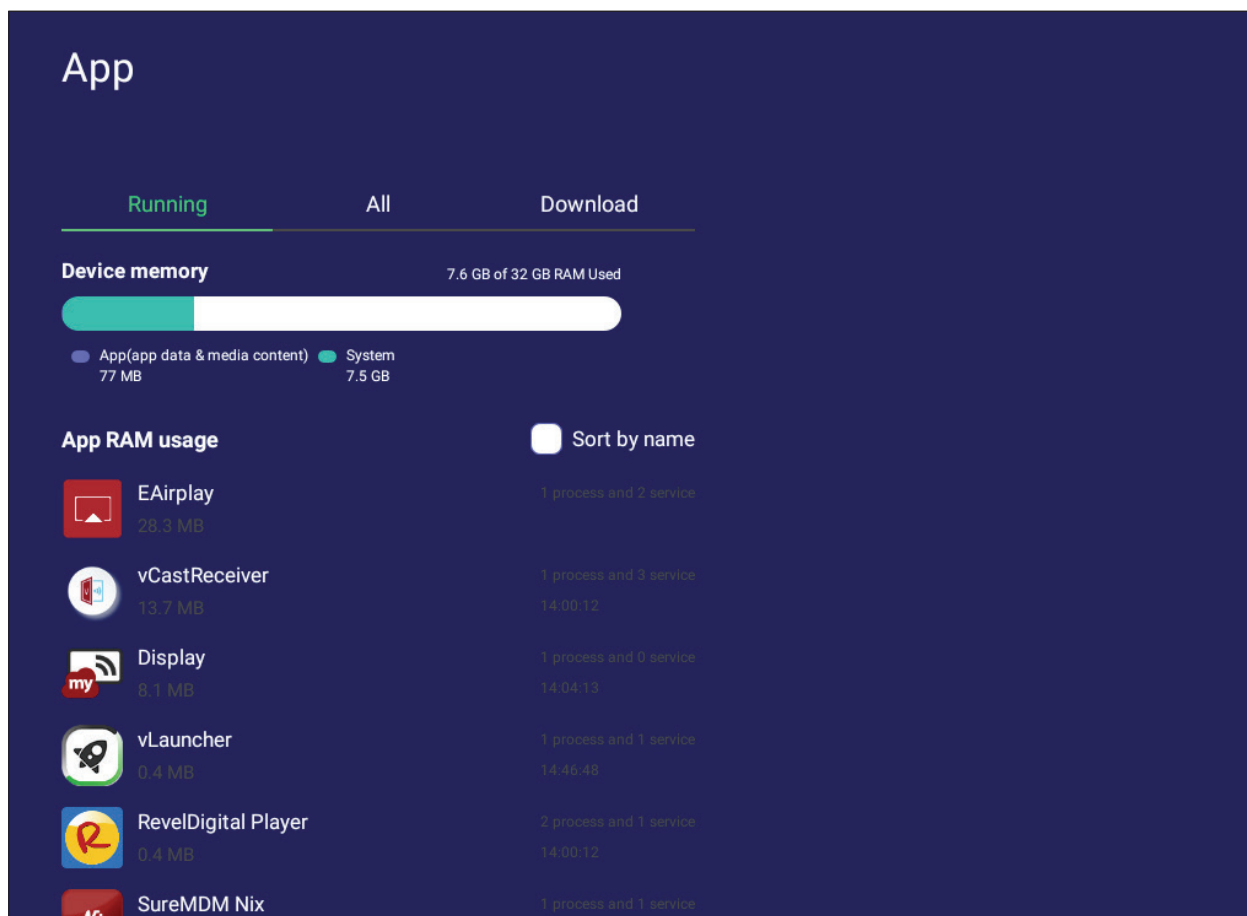 App
Running All Download
Device memory 7.6 GB of 32 GB RAM Used
App(app data & media content) System
77 MB 7.5 GB
App RAM usage Sort by name
EAirplay 1 process and 2 service
28.3 MB
vCastReceiver 1 process and 3 service
13.7 MB 14:00:12
Display 1 process and 0 service
my
8.1 MB 14:04:13
vLauncher 1 process and 1 service
0.4 MB 14:46:48
RevelDigital Player 2 process and 1 service
R
0.4 MB 14:00:12
SureMDM Nix 1 process and 1 service